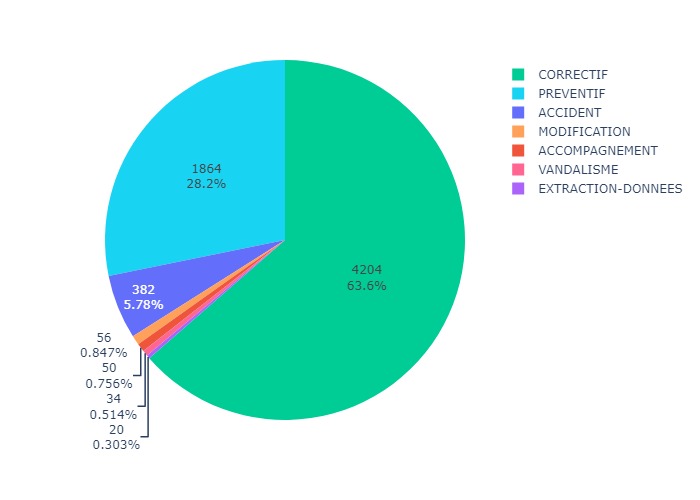 CORRECTIF
PREVENTIF
ACCIDENT
MODIFICATION
ACCOMPAGNEMENT
VANDALISME
EXTRACTION-DONNEES
1864
28.2%
4204
63.6%
382
5.78%
56
0.847%
50
0.756%
34
0.514%
20
0.303%